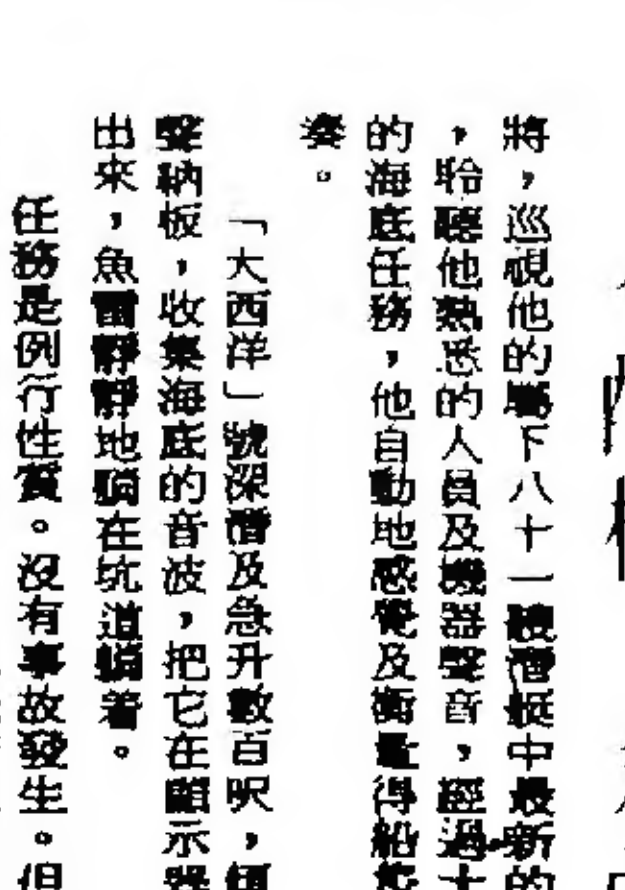 將，巡視他的屬下八十一艘潛艇中最新的
，聆聽他熟悉的人員及機器聲音，經過十
的海底任務，他自動地感覺及衡量得船
奏。
「大西洋」號深潛及急升數百呎，
聲納板，收集海底的音波，把它在顯示器
出來，魚雷靜靜地躺在坑道躺着。
任務是例行性質。沒有事故發生。但